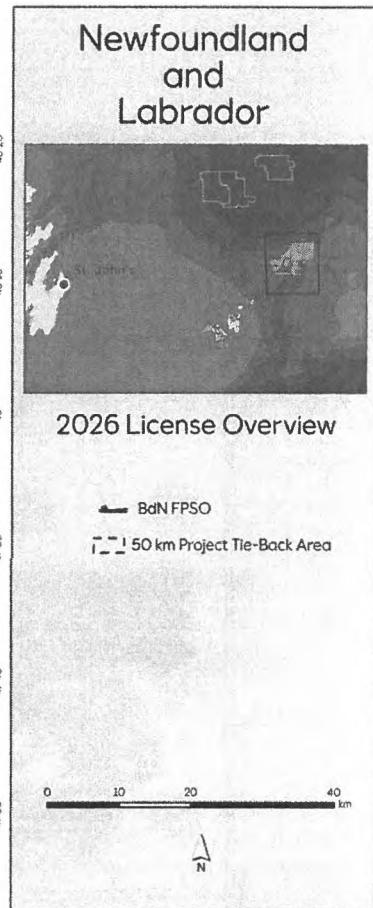 Newfoundland
and
Labrador
St. John's
2026 License Overview
BdN FPSO
50 km Project Tie-Back Area
0 10 20 40
km
N